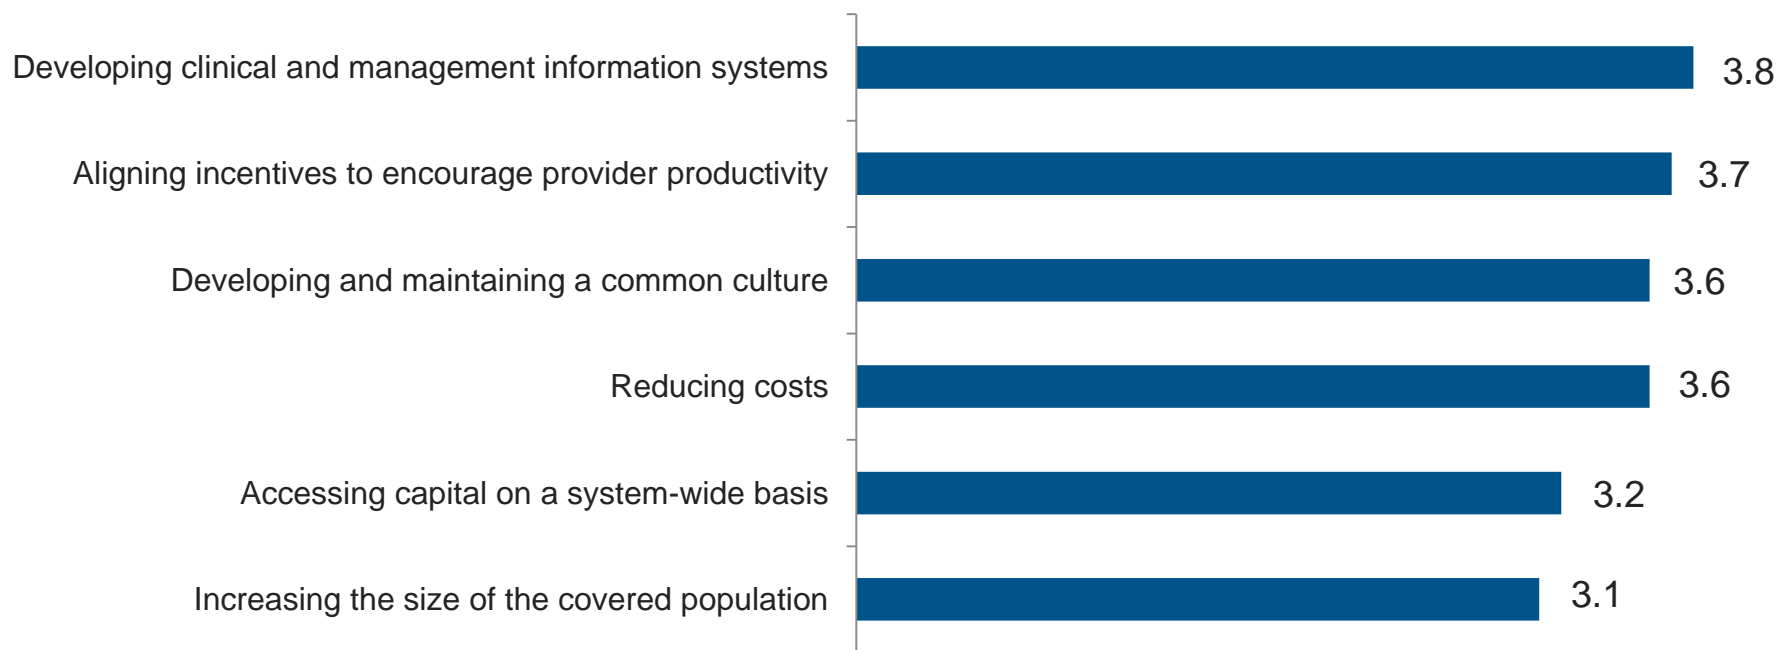 Developing clinical and management information systems 3.8
Aligning incentives to encourage provider productivity 3.7
Developing and maintaining a common culture 3.6
Reducing costs 3.6
Accessing capital on a system-wide basis 3.2
Increasing the size of the covered population 3.1